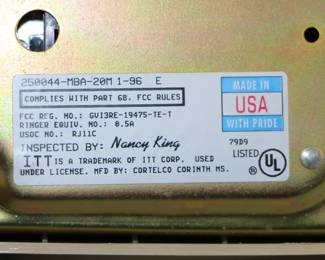 250044-MBA-20M 1-96 E
COMPLIES WITH PART 68, FCC RULES
FCC REG. NO.: GVI3RE-19475-TE-T
RINGER EQUIV. NO.: 0.5A
USOC NO.: RJ11C
INSPECTED BY: Nancy King
ITT IS A TRADEMARK OF ITT CORP. USED
UNDER LICENSE. MFD BY: CORTELCO CORINTH MS.
MADE IN
USA
WITH PRIDE
79D9
LISTED
UL
®